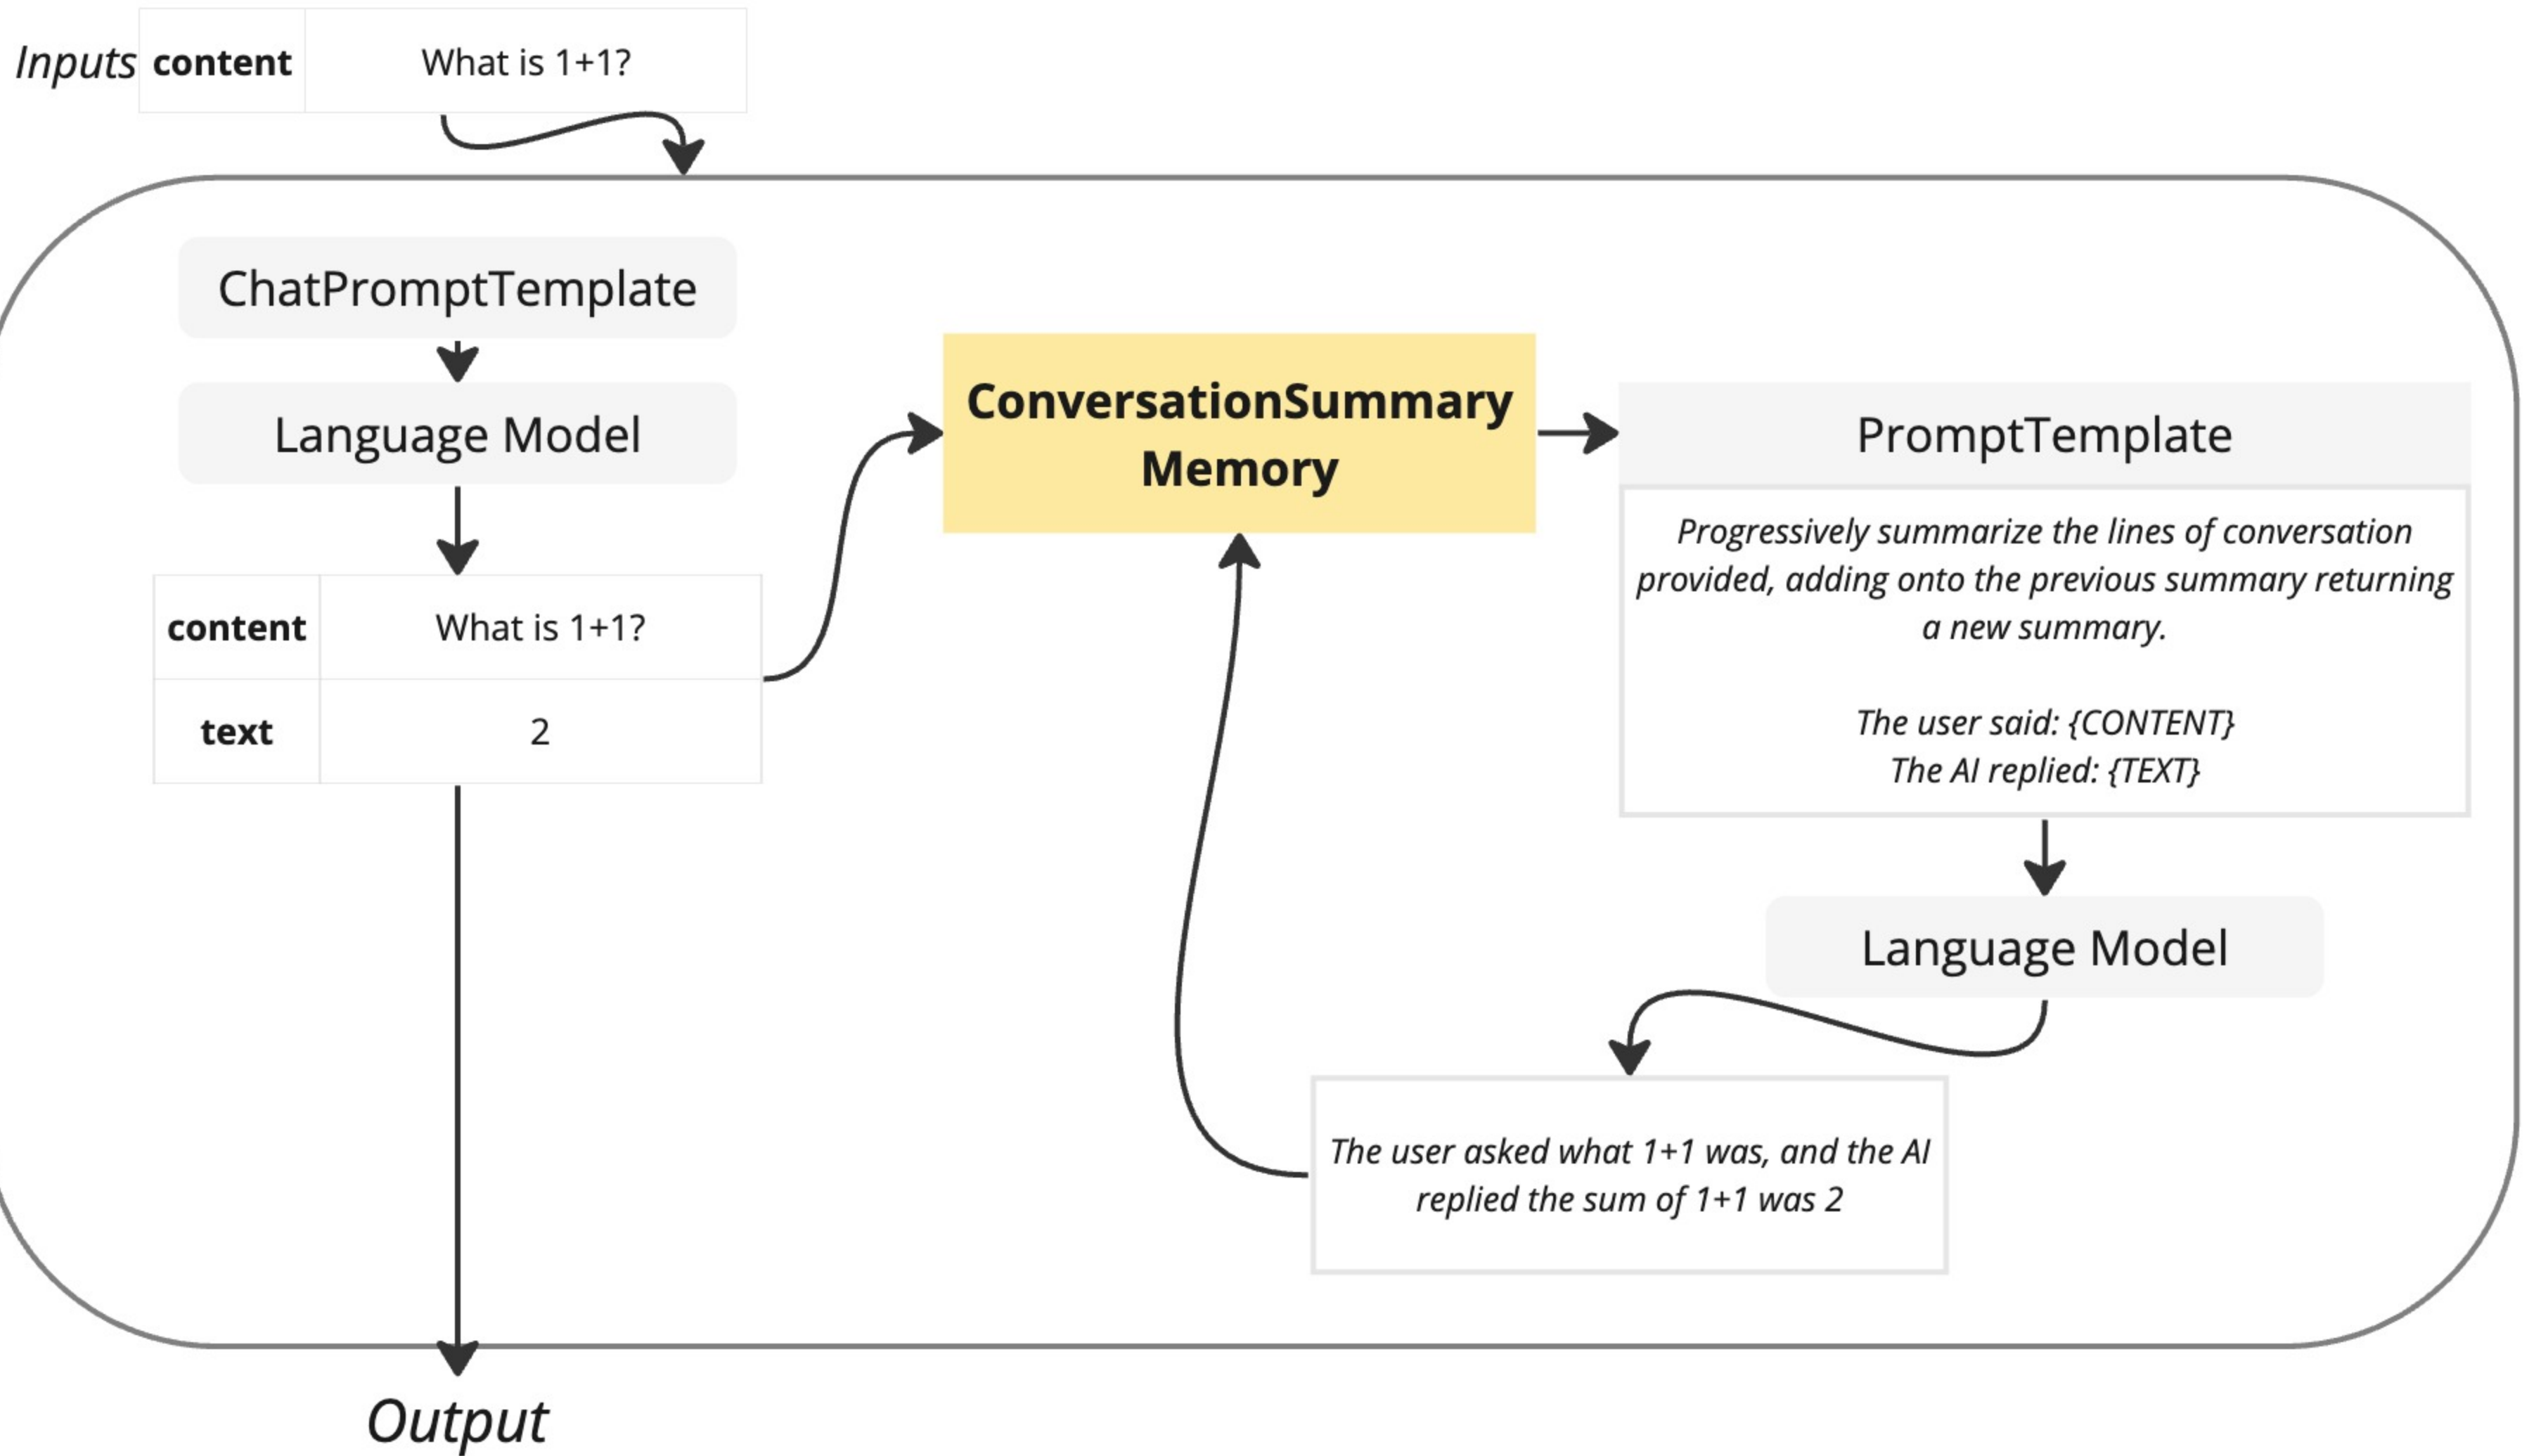 Inputs
content
What is 1+1?
ChatPromptTemplate
Language Model
content
What is 1+1?
text
2
ConversationSummary
Memory
PromptTemplate
Progressively summarize the lines of conversation
provided, adding onto the previous summary returning
a new summary.
The user said: {CONTENT}
The AI replied: {TEXT}
Language Model
The user asked what 1+1 was, and the AI
replied the sum of 1+1 was 2
Output